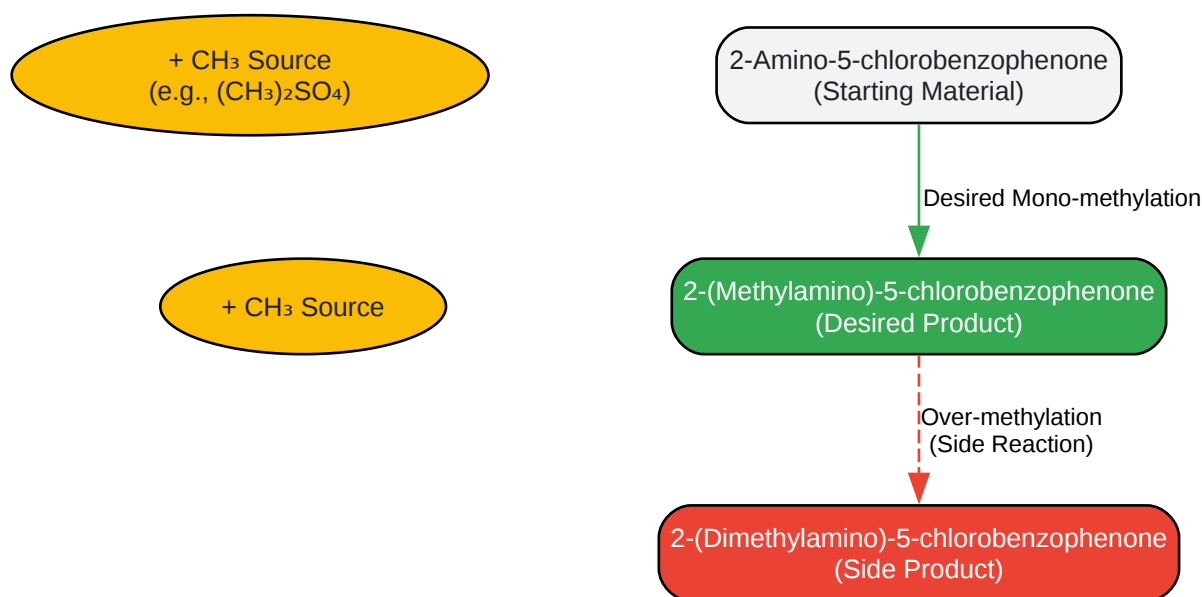 + CH₃ Source
(e.g., (CH₃)₂SO₄)
2-Amino-5-chlorobenzophenone
(Starting Material)
Desired Mono-methylation
+ CH₃ Source
2-(Methylamino)-5-chlorobenzophenone
(Desired Product)
Over-methylation
(Side Reaction)
2-(Dimethylamino)-5-chlorobenzophenone
(Side Product)